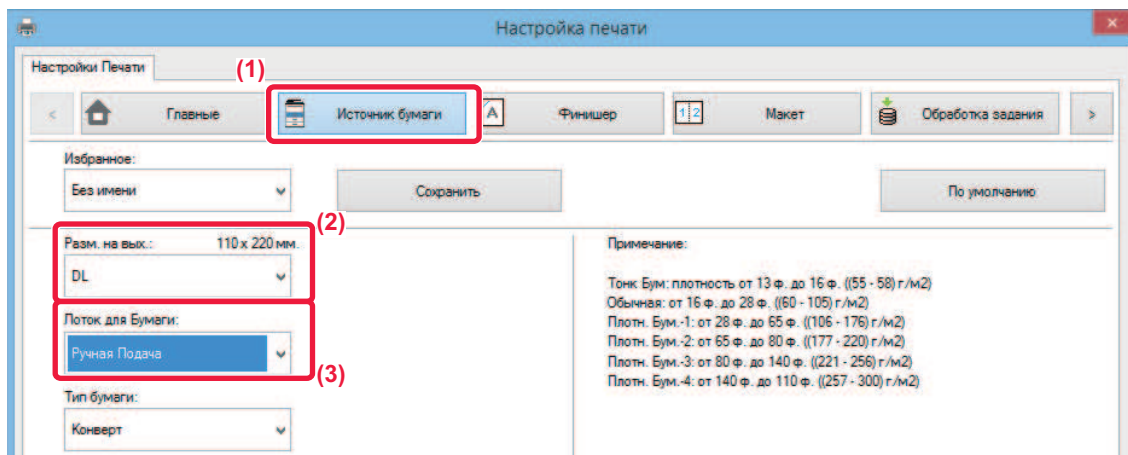 Настройка печати
Настройки Печати
(1)
Главные
Источник бумаги
A
Финишер
1 2
Макет
Обработка задания
Избранное:
Без имени
Сохранить
По умолчанию
(2)
Разм. на вых.: 110 x 220 мм.
DL
Лоток для Бумаги:
Ручная Подача
(3)
Тип бумаги:
Конверт
Примечание:
Тонк Бум: плотность от 13 ф. до 16 ф. ((55 - 58) г/м2)
Обычная: от 16 ф. до 28 ф. ((60 - 105) г/м2)
Плотн. Бум.-1: от 28 ф. до 65 ф. ((106 - 176) г/м2)
Плотн. Бум.-2: от 65 ф. до 80 ф. ((177 - 220) г/м2)
Плотн. Бум.-3: от 80 ф. до 140 ф. ((221 - 256) г/м2)
Плотн. Бум.-4: от 140 ф. до 110 ф. ((257 - 300) г/м2)